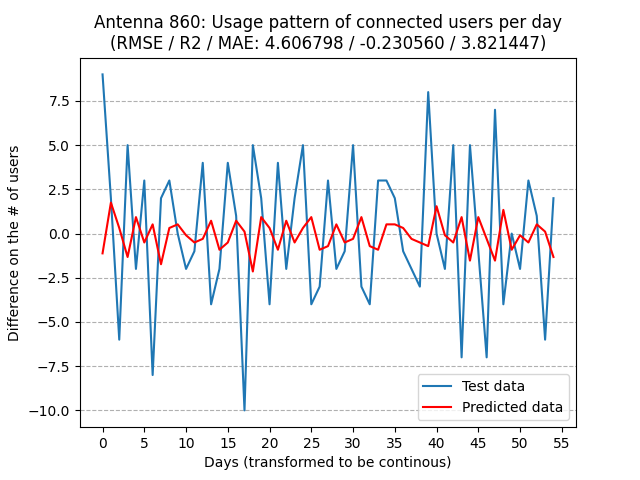 Antenna 860: Usage pattern of connected users per day
(RMSE / R2 / MAE: 4.606798 / -0.230560 / 3.821447)
Difference on the # of users
7.5
5.0
2.5
0.0
−2.5
−5.0
−7.5
−10.0
Test data
Predicted data
0 5 10 15 20 25 30 35 40 45 50 55
Days (transformed to be continous)